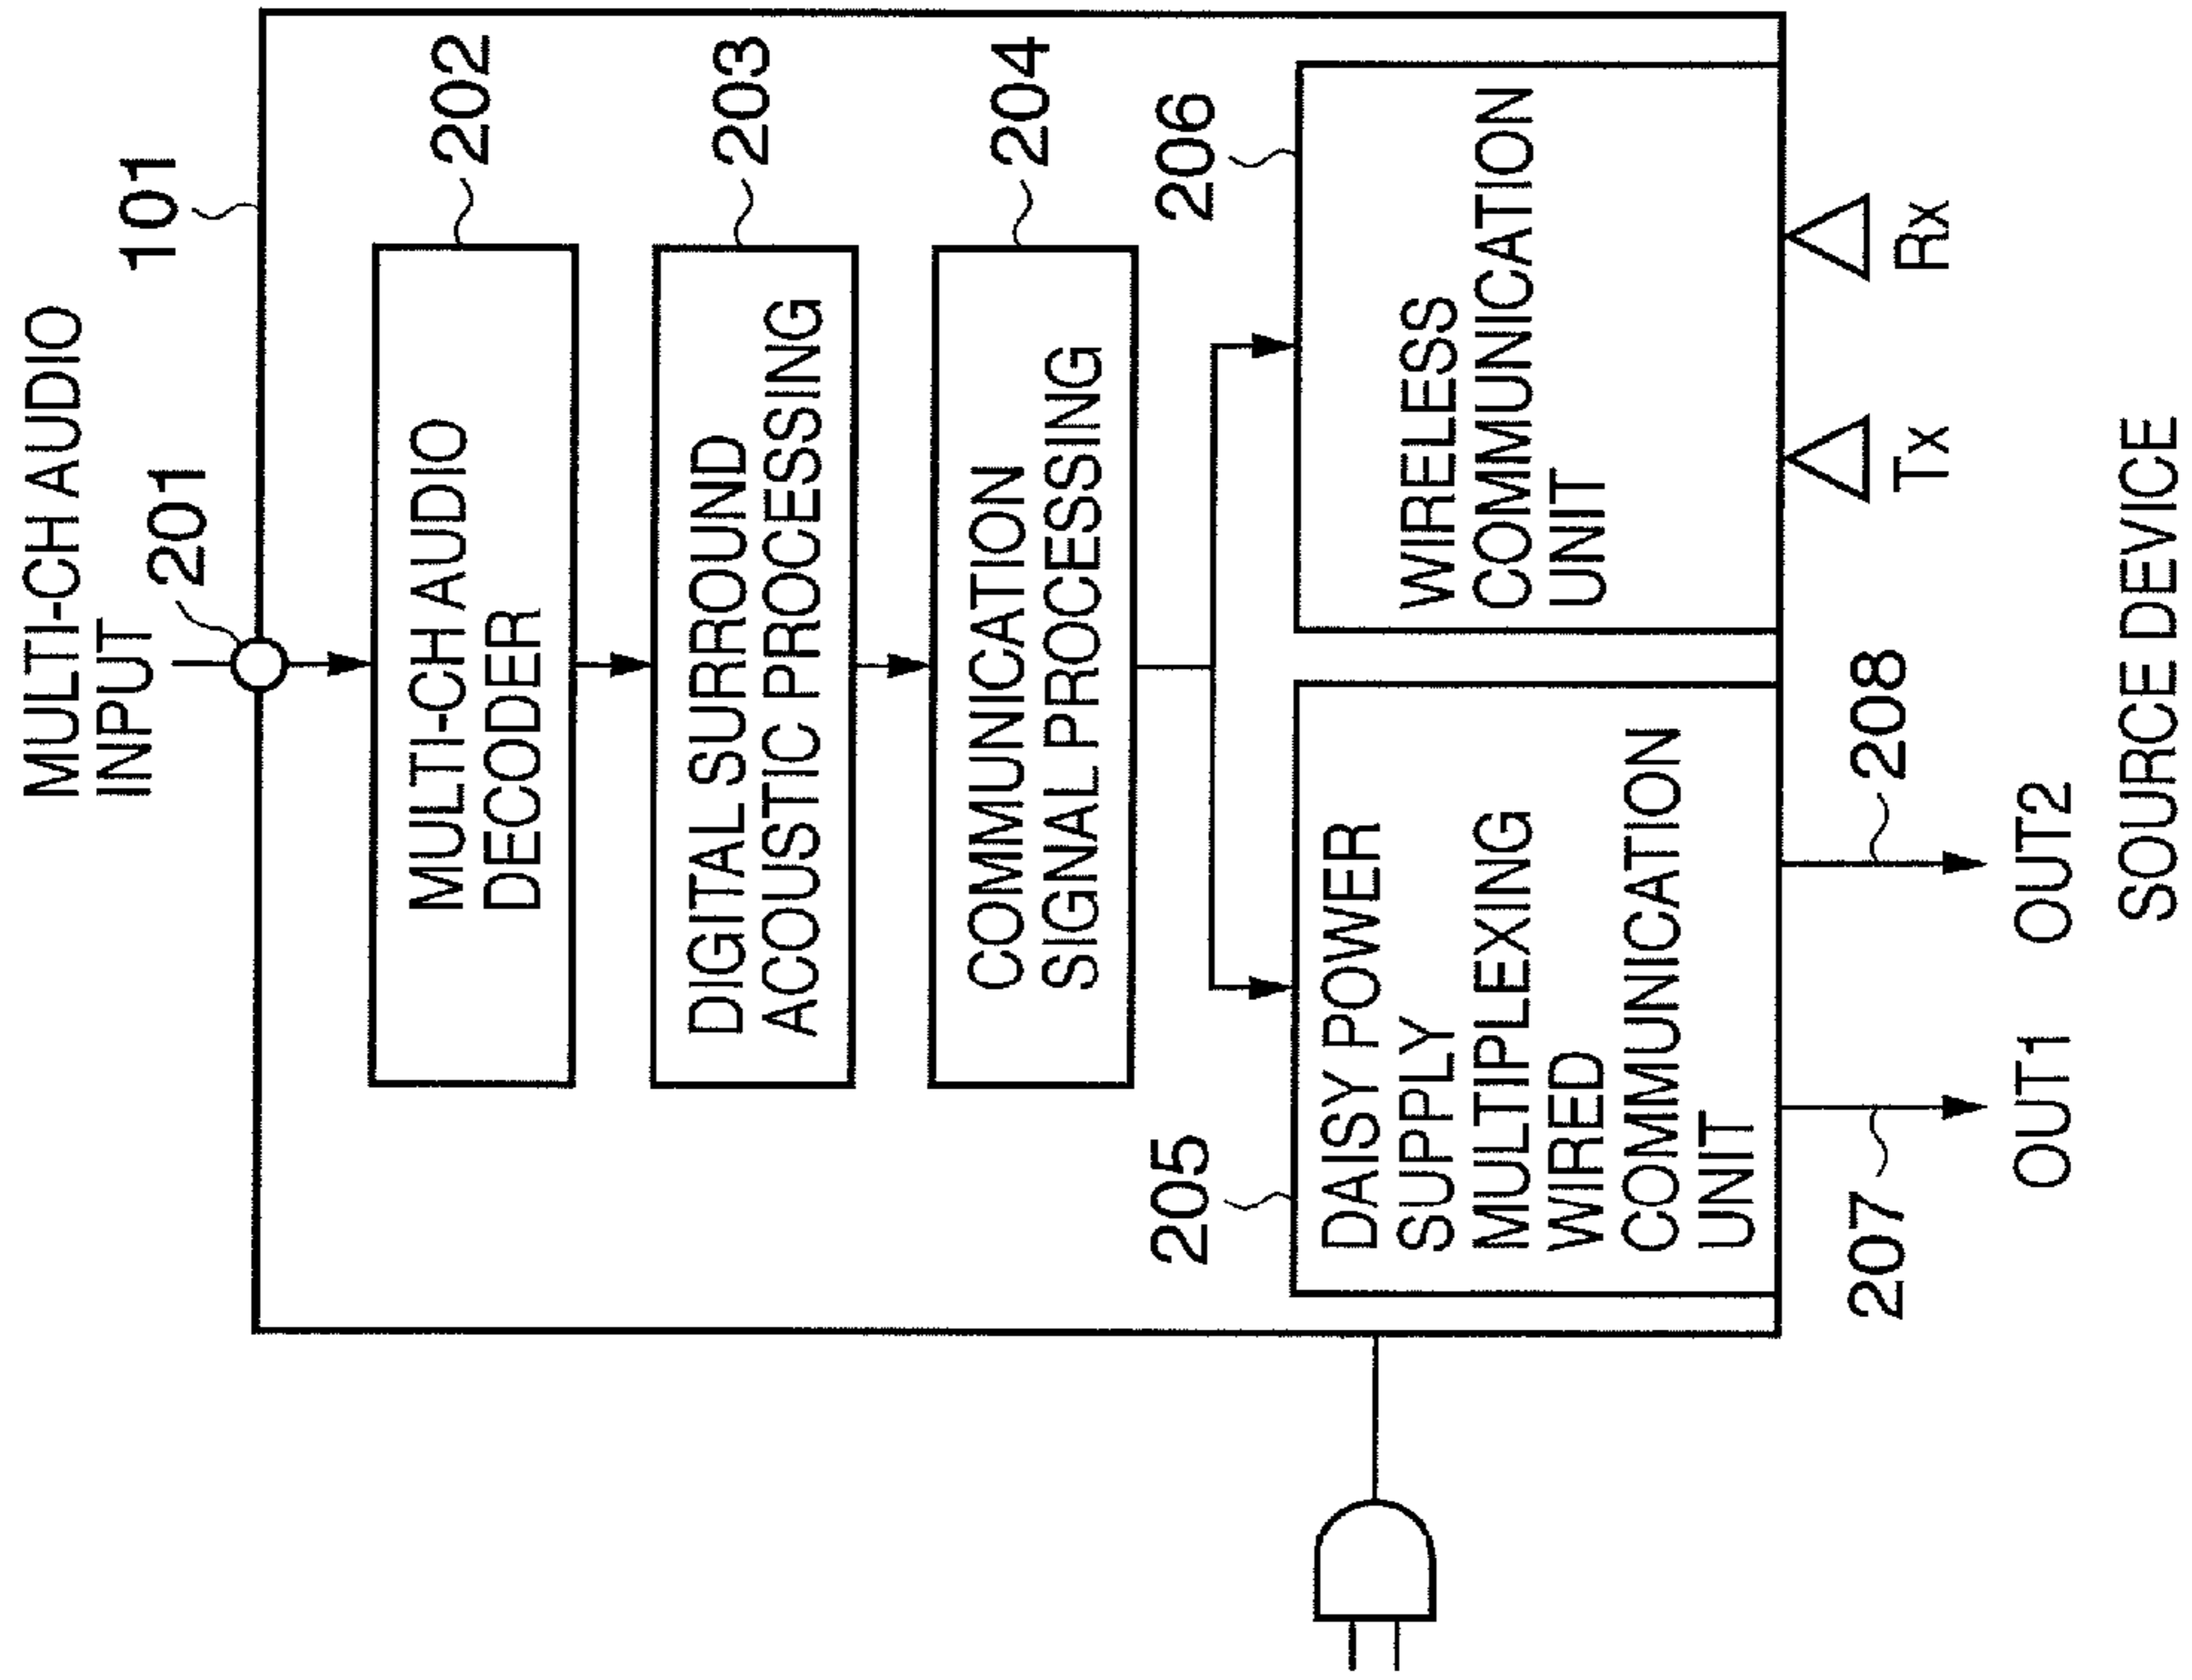 MULTI-CH AUDIO
INPUT
201
101
MULTI-CH AUDIO
DECODER
202
DIGITAL SURROUND
ACOUSTIC PROCESSING
203
COMMUNICATION
SIGNAL PROCESSING
204
205
DAISY POWER
SUPPLY
MULTIPLEXING
WIRED
COMMUNICATION
UNIT
206
WIRELESS
COMMUNICATION
UNIT
207
208
Tx
Rx
OUT1
OUT2
SOURCE DEVICE